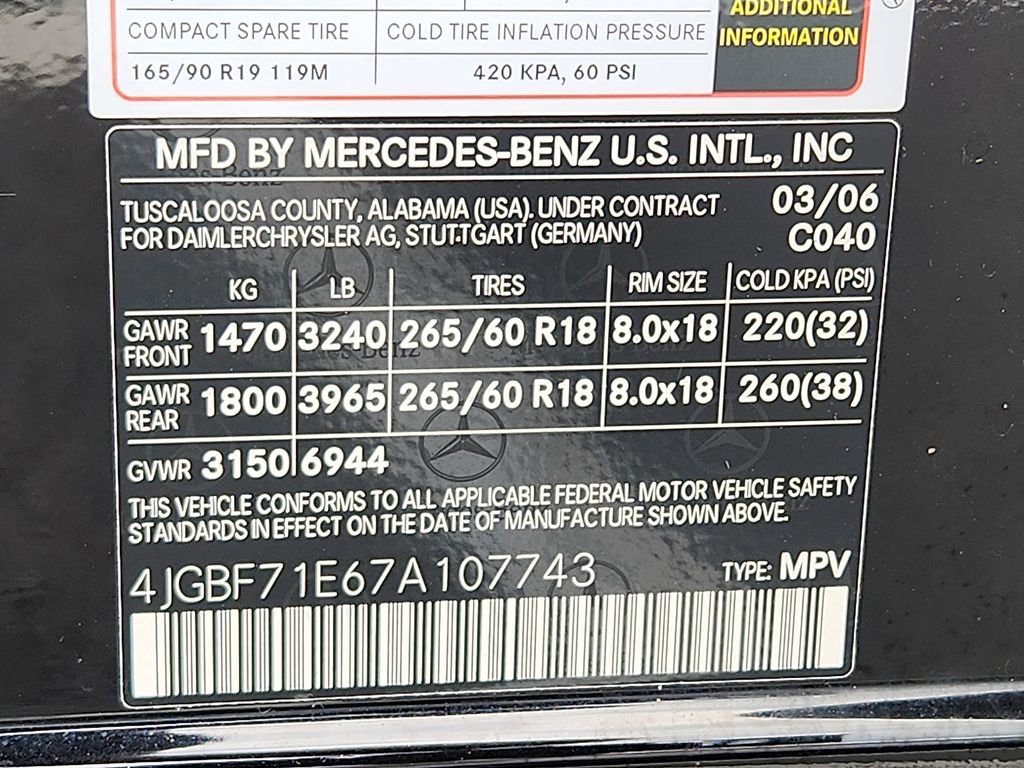 ADDITIONAL
COMPACT SPARE TIRE COLD TIRE INFLATION PRESSURE INFORMATION
165/90 R19 119M 420 KPA, 60 PSI
MFD BY MERCEDES-BENZ U.S. INTL., INC
TUSCALOOSA COUNTY, ALABAMA (USA). UNDER CONTRACT 03/06
FOR DAIMLERCHRYSLER AG, STUTTGART (GERMANY) C040
KG LB TIRES RIM SIZE COLD KPA (PSI)
GAWR FRONT 1470 3240 265/60 R18 8.0x18 220(32)
GAWR REAR 1800 3965 265/60 R18 8.0x18 260(38)
GVWR 3150 6944
THIS VEHICLE CONFORMS TO ALL APPLICABLE FEDERAL MOTOR VEHICLE SAFETY
STANDARDS IN EFFECT ON THE DATE OF MANUFACTURE SHOWN ABOVE.
4JGBF71E67A107743 TYPE: MPV